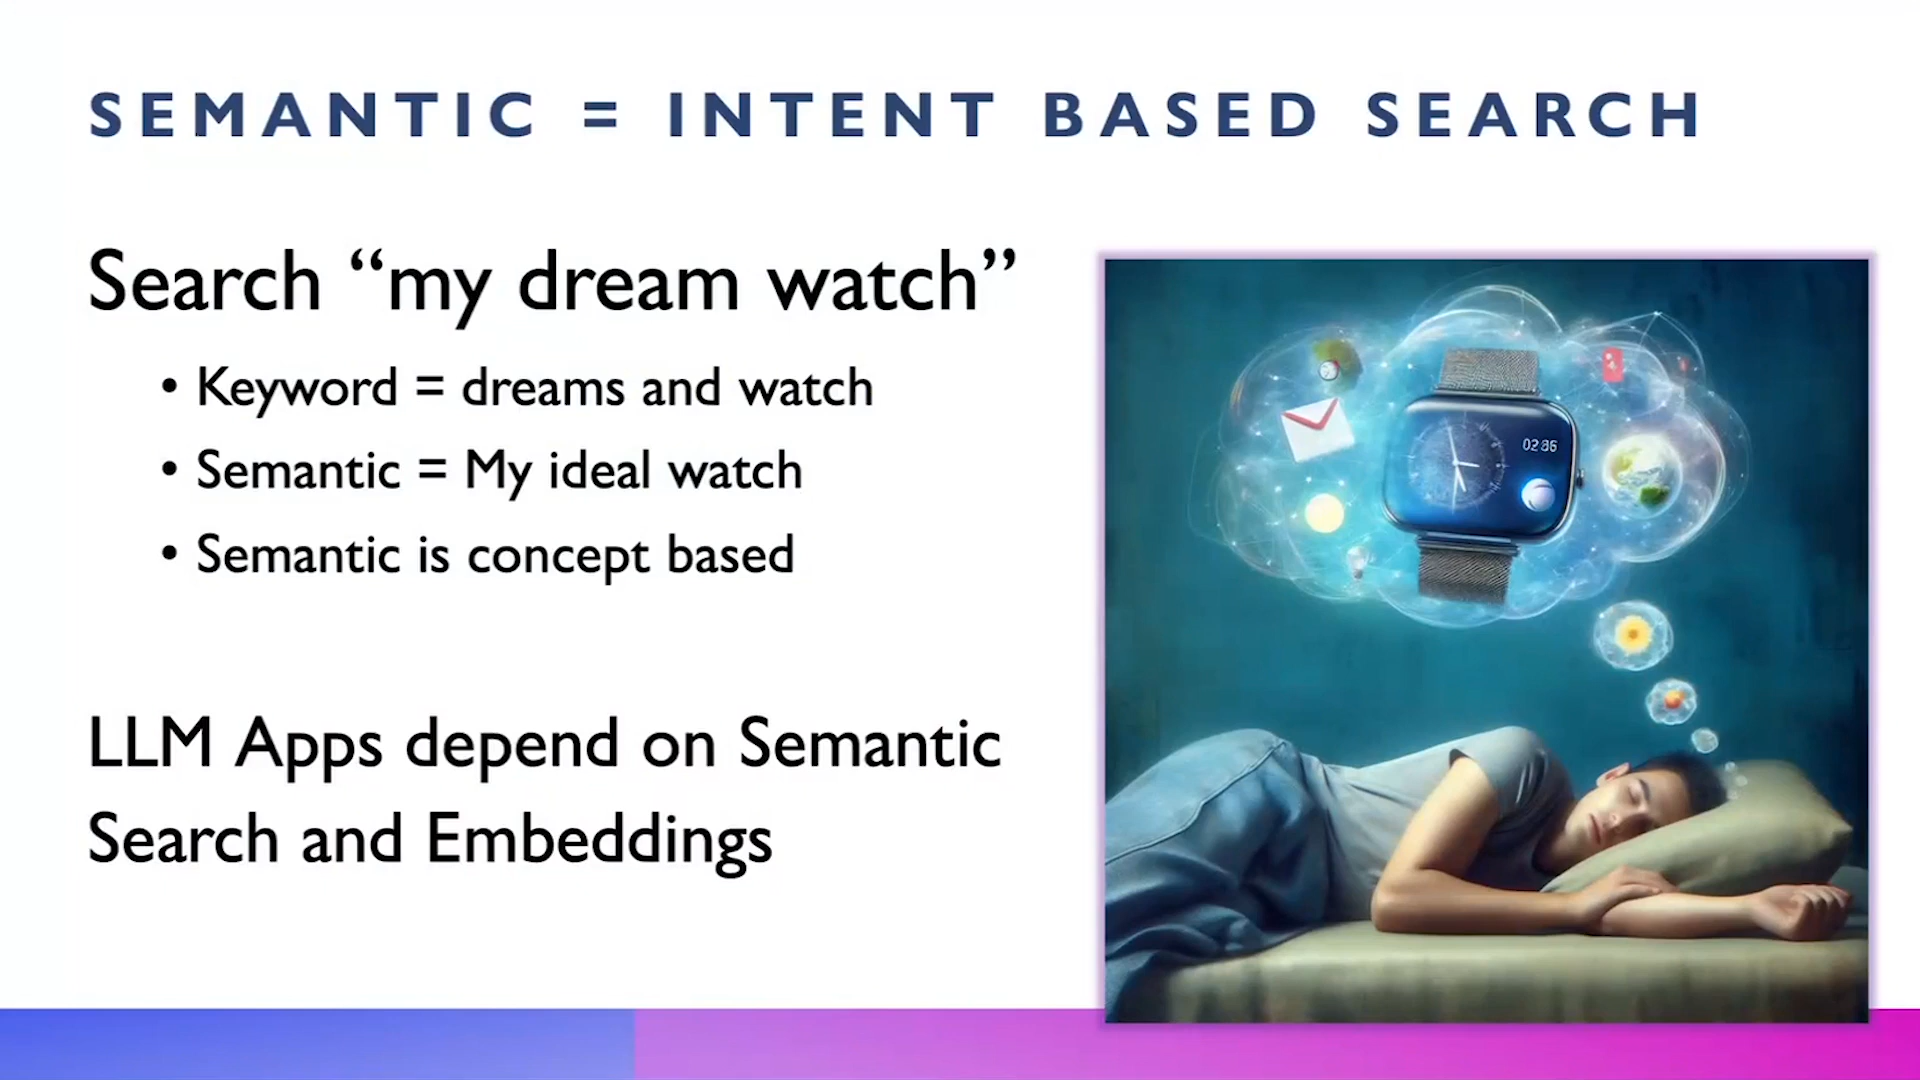 SEMANTIC = INTENT BASED SEARCH
Search “my dream watch”
• Keyword = dreams and watch
• Semantic = My ideal watch
• Semantic is concept based
LLM Apps depend on Semantic
Search and Embeddings
02:36